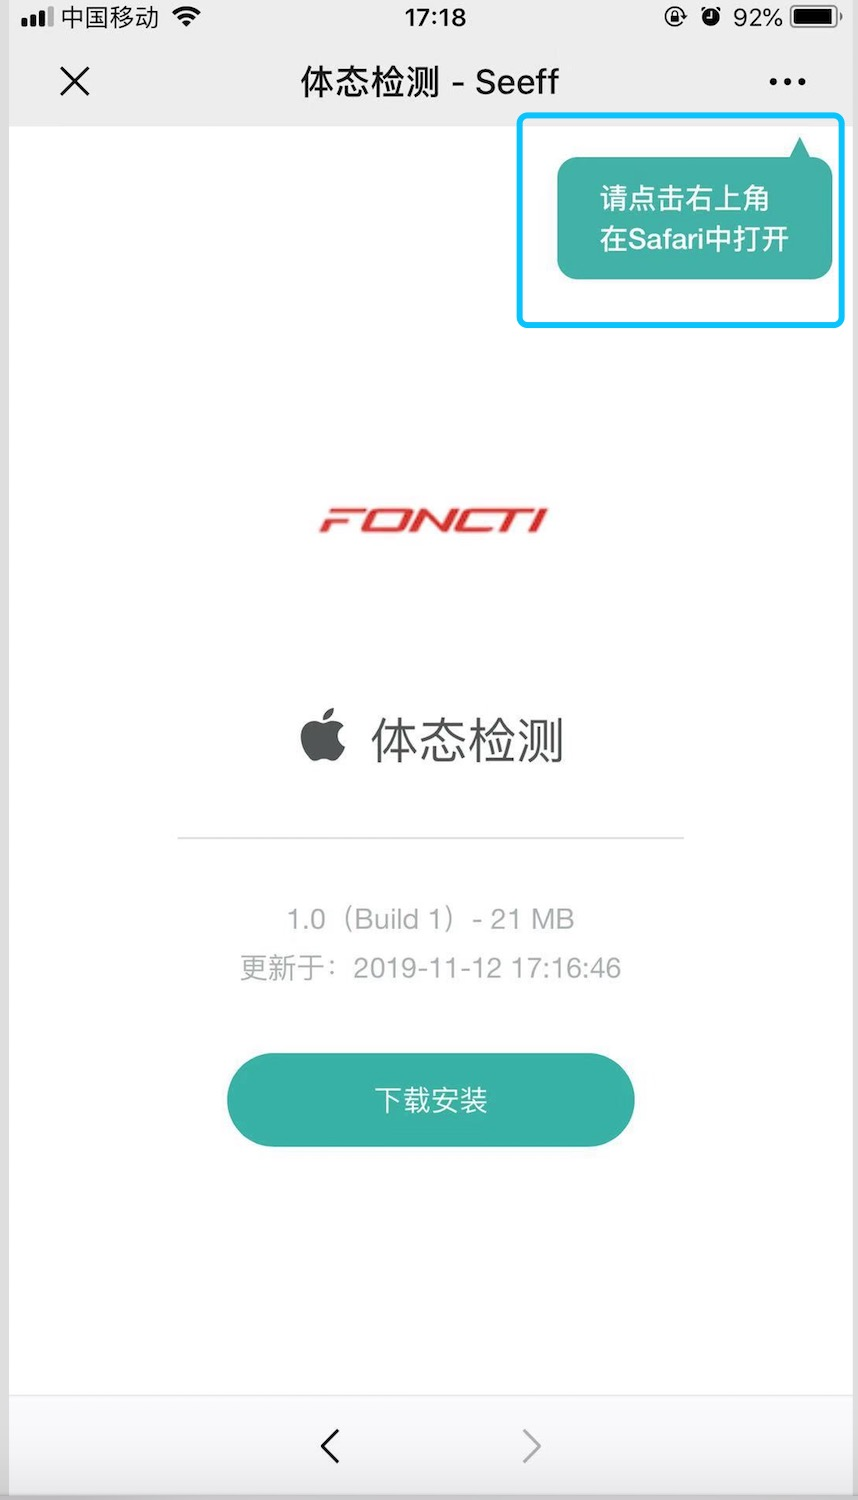 中国移动 17:18 92%
体态检测 - Seeff
请点击右上角
在Safari中打开
FONCTI
体态检测
1.0（Build 1）- 21 MB
更新于：2019-11-12 17:16:46
下载安装